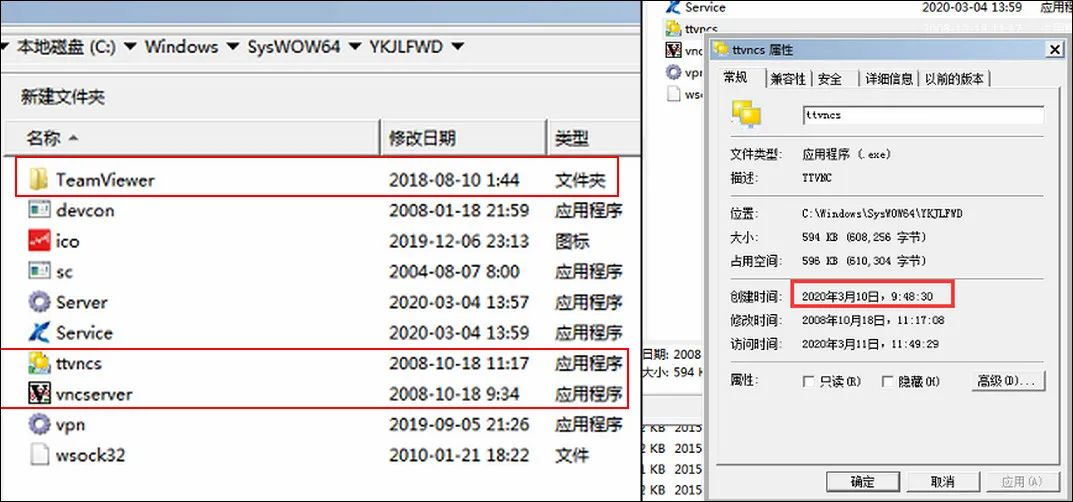 本地磁盘 (C:) Windows SysWOW64 YKJLFWD
新建文件夹
名称 修改日期 类型
TeamViewer 2018-08-10 1:44 文件夹
devcon 2008-01-18 21:59 应用程序
ico 2019-12-06 23:13 图标
sc 2004-08-07 8:00 应用程序
Server 2020-03-04 13:57 应用程序
Service 2020-03-04 13:59 应用程序
ttvncs 2008-10-18 11:17 应用程序
vncserver 2008-10-18 9:34 应用程序
vpn 2019-09-05 21:26 应用程序
wsock32 2010-01-21 18:22 文件
Service 2020-03-04 13:59 应用
ttvncs 2008-10-18 11:17 应用
vnc
vpn
wso
日期: 2008
大小: 594 K
2 KB 2015
KB 2015
2 KB 2015
2 KB 2015
ttvncs 属性
常规 兼容性 安全 详细信息 以前的版本
ttvncs
文件类型: 应用程序 (.exe)
描述: TTVNC
位置: C:\Windows\SysWOW64\YKJLFWD
大小: 594 KB (608,256 字节)
占用空间: 596 KB (610,304 字节)
创建时间: 2020年3月10日，9:48:30
修改时间: 2008年10月18日，11:17:08
访问时间: 2020年3月11日，11:49:29
属性: 只读(R) 隐藏(H) 高级(D)...
确定 取消 应用(A)